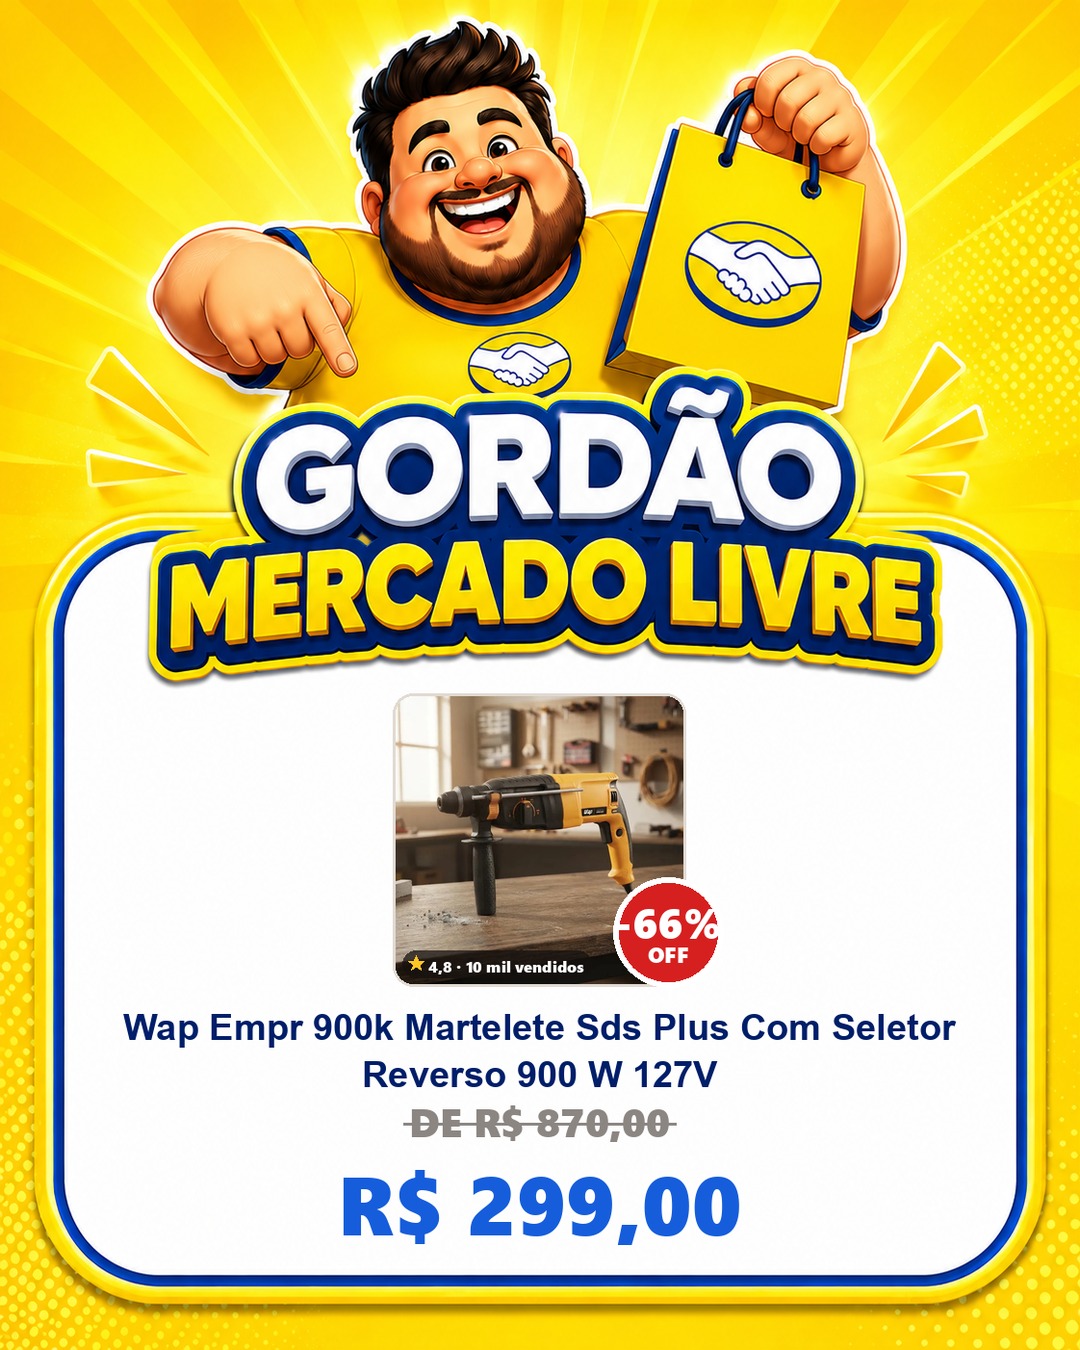 GORDÃO
MERCADO LIVRE
Wap
-66%
OFF
4,8 · 10 mil vendidos
Wap Empr 900k Martelete Sds Plus Com Seletor
Reverso 900 W 127V
DE R$ 870,00
R$ 299,00